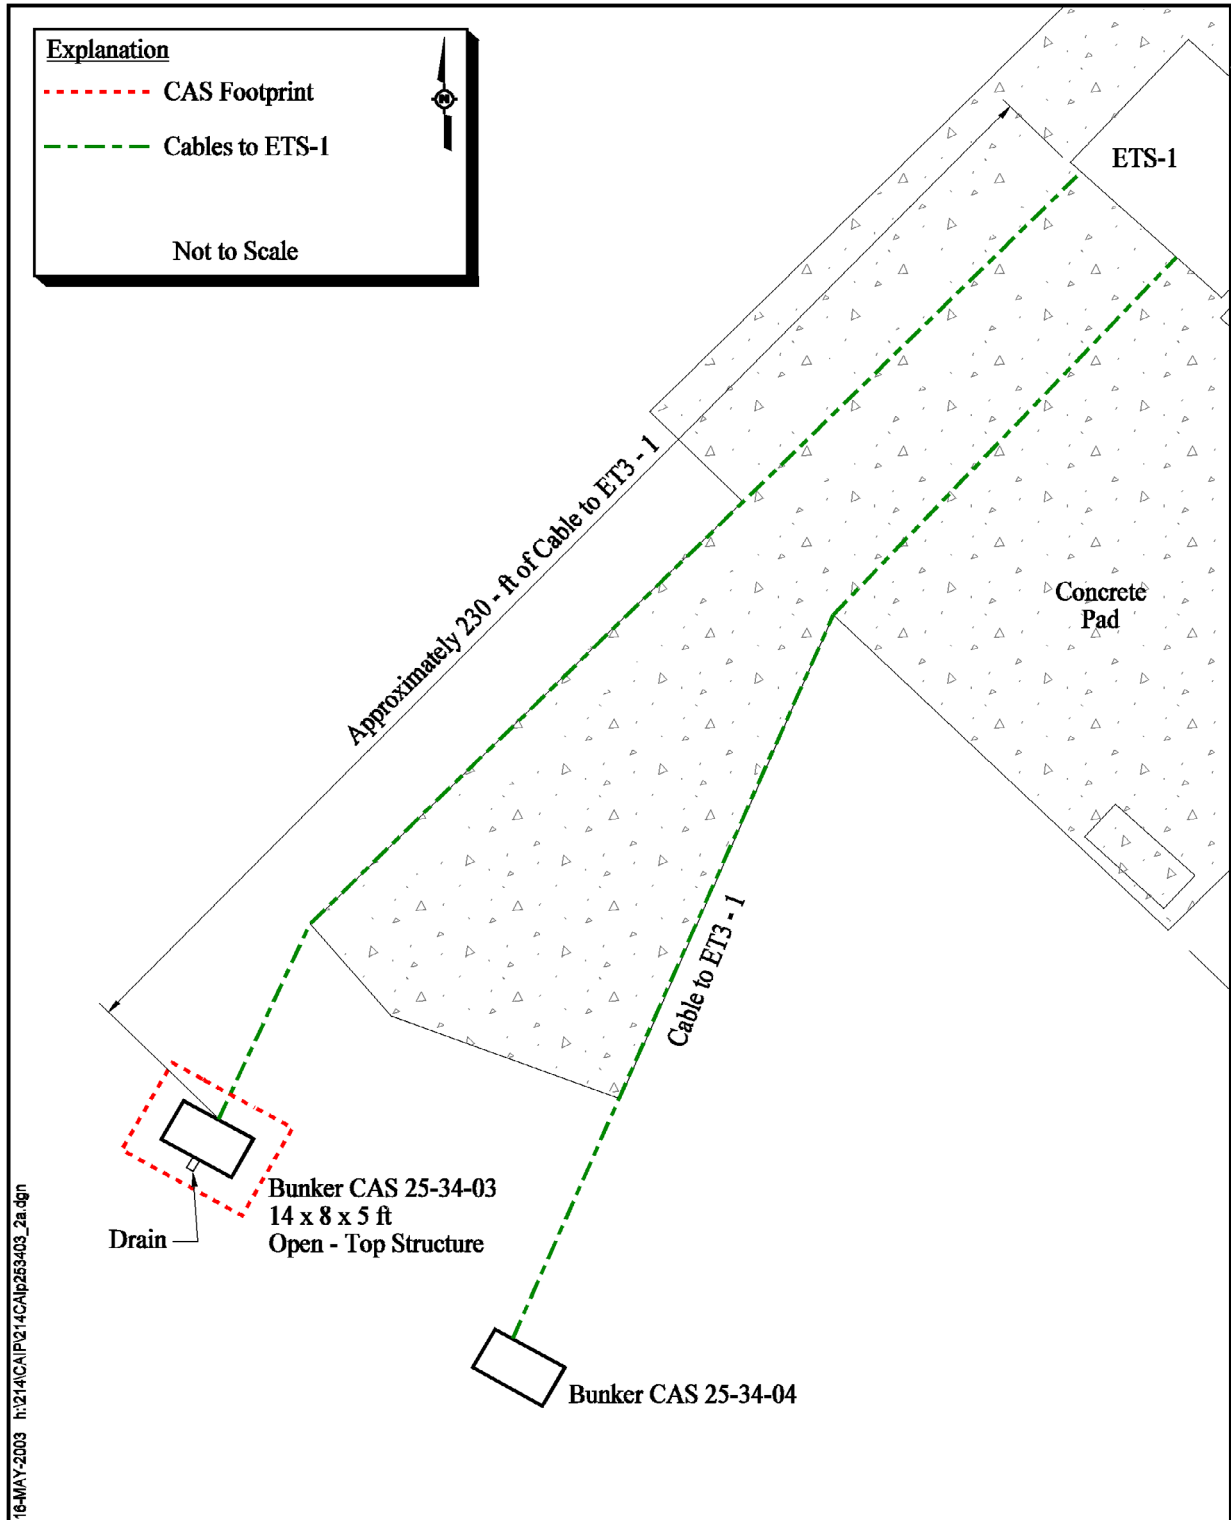 Explanation
CAS Footprint
Cables to ETS-1
N
Not to Scale
ETS-1
Approximately 230 - ft of Cable to ET3 - 1
Concrete
Pad
Cable to ET3 - 1
Bunker CAS 25-34-03
14 x 8 x 5 ft
Open - Top Structure
Drain
Bunker CAS 25-34-04
16-MAY-2003 h:\214\CAIP\214CAIp253403_2a.dgn